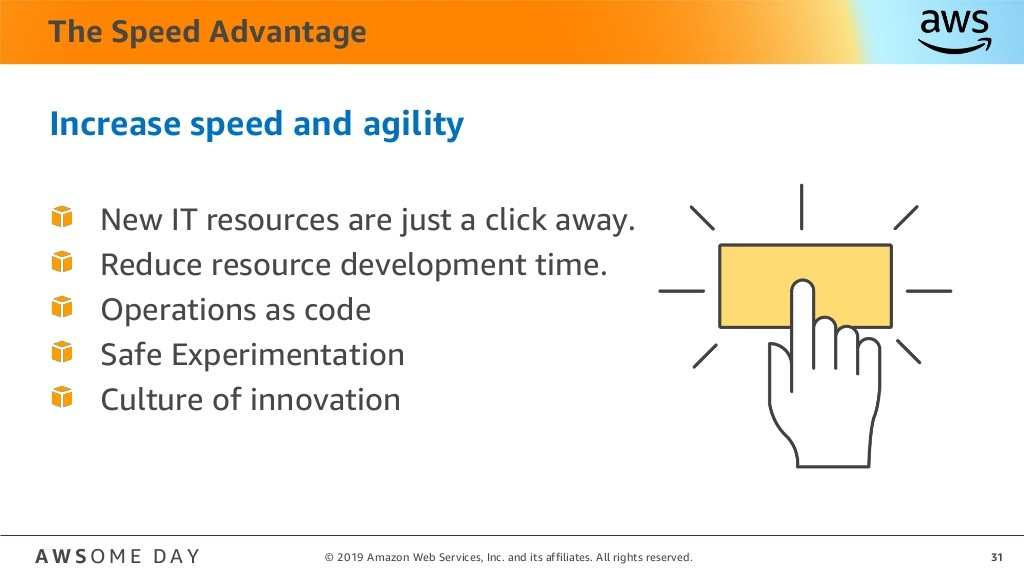 The Speed Advantage
aws
Increase speed and agility
New IT resources are just a click away.
Reduce resource development time.
Operations as code
Safe Experimentation
Culture of innovation
AWSOME DAY
© 2019 Amazon Web Services, Inc. and its affiliates. All rights reserved.
31